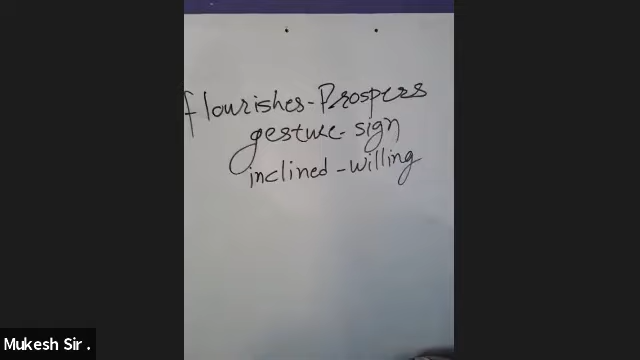 flourishes-Prospers
gesture-sign
inclined-willing
Mukesh Sir .